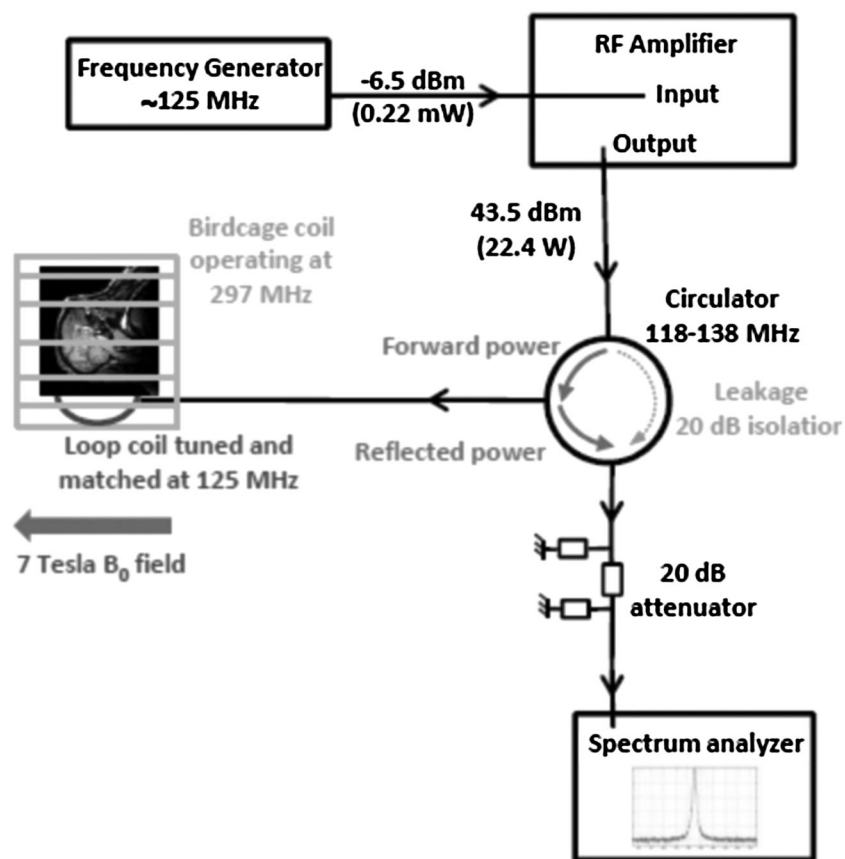 Frequency Generator
~125 MHz
-6.5 dBm
(0.22 mW)
RF Amplifier
Input
Output
43.5 dBm
(22.4 W)
Birdcage coil
operating at
297 MHz
Circulator
118-138 MHz
Forward power
Leakage
20 dB isolatior
Reflected power
Loop coil tuned and
matched at 125 MHz
7 Tesla B₀ field
20 dB
attenuator
Spectrum analyzer